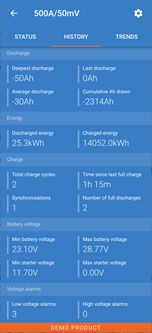 500A/50mV
STATUS HISTORY TRENDS
Discharge
Deepest discharge Last discharge
-50Ah 0Ah
Average discharge Cumulative Ah drawn
-30Ah -2314Ah
Energy
Discharged energy Charged energy
25.3kWh 14052.0kWh
Charge
Total charge cycles Time since last full charge
2 1h 15m
Synchronisations Number of full discharges
1 2
Battery voltage
Min battery voltage Max battery voltage
23.10V 28.77V
Min starter voltage Max starter voltage
11.70V 0.00V
Voltage alarms
Low voltage alarms High voltage alarms
3 0
DEMO PRODUCT